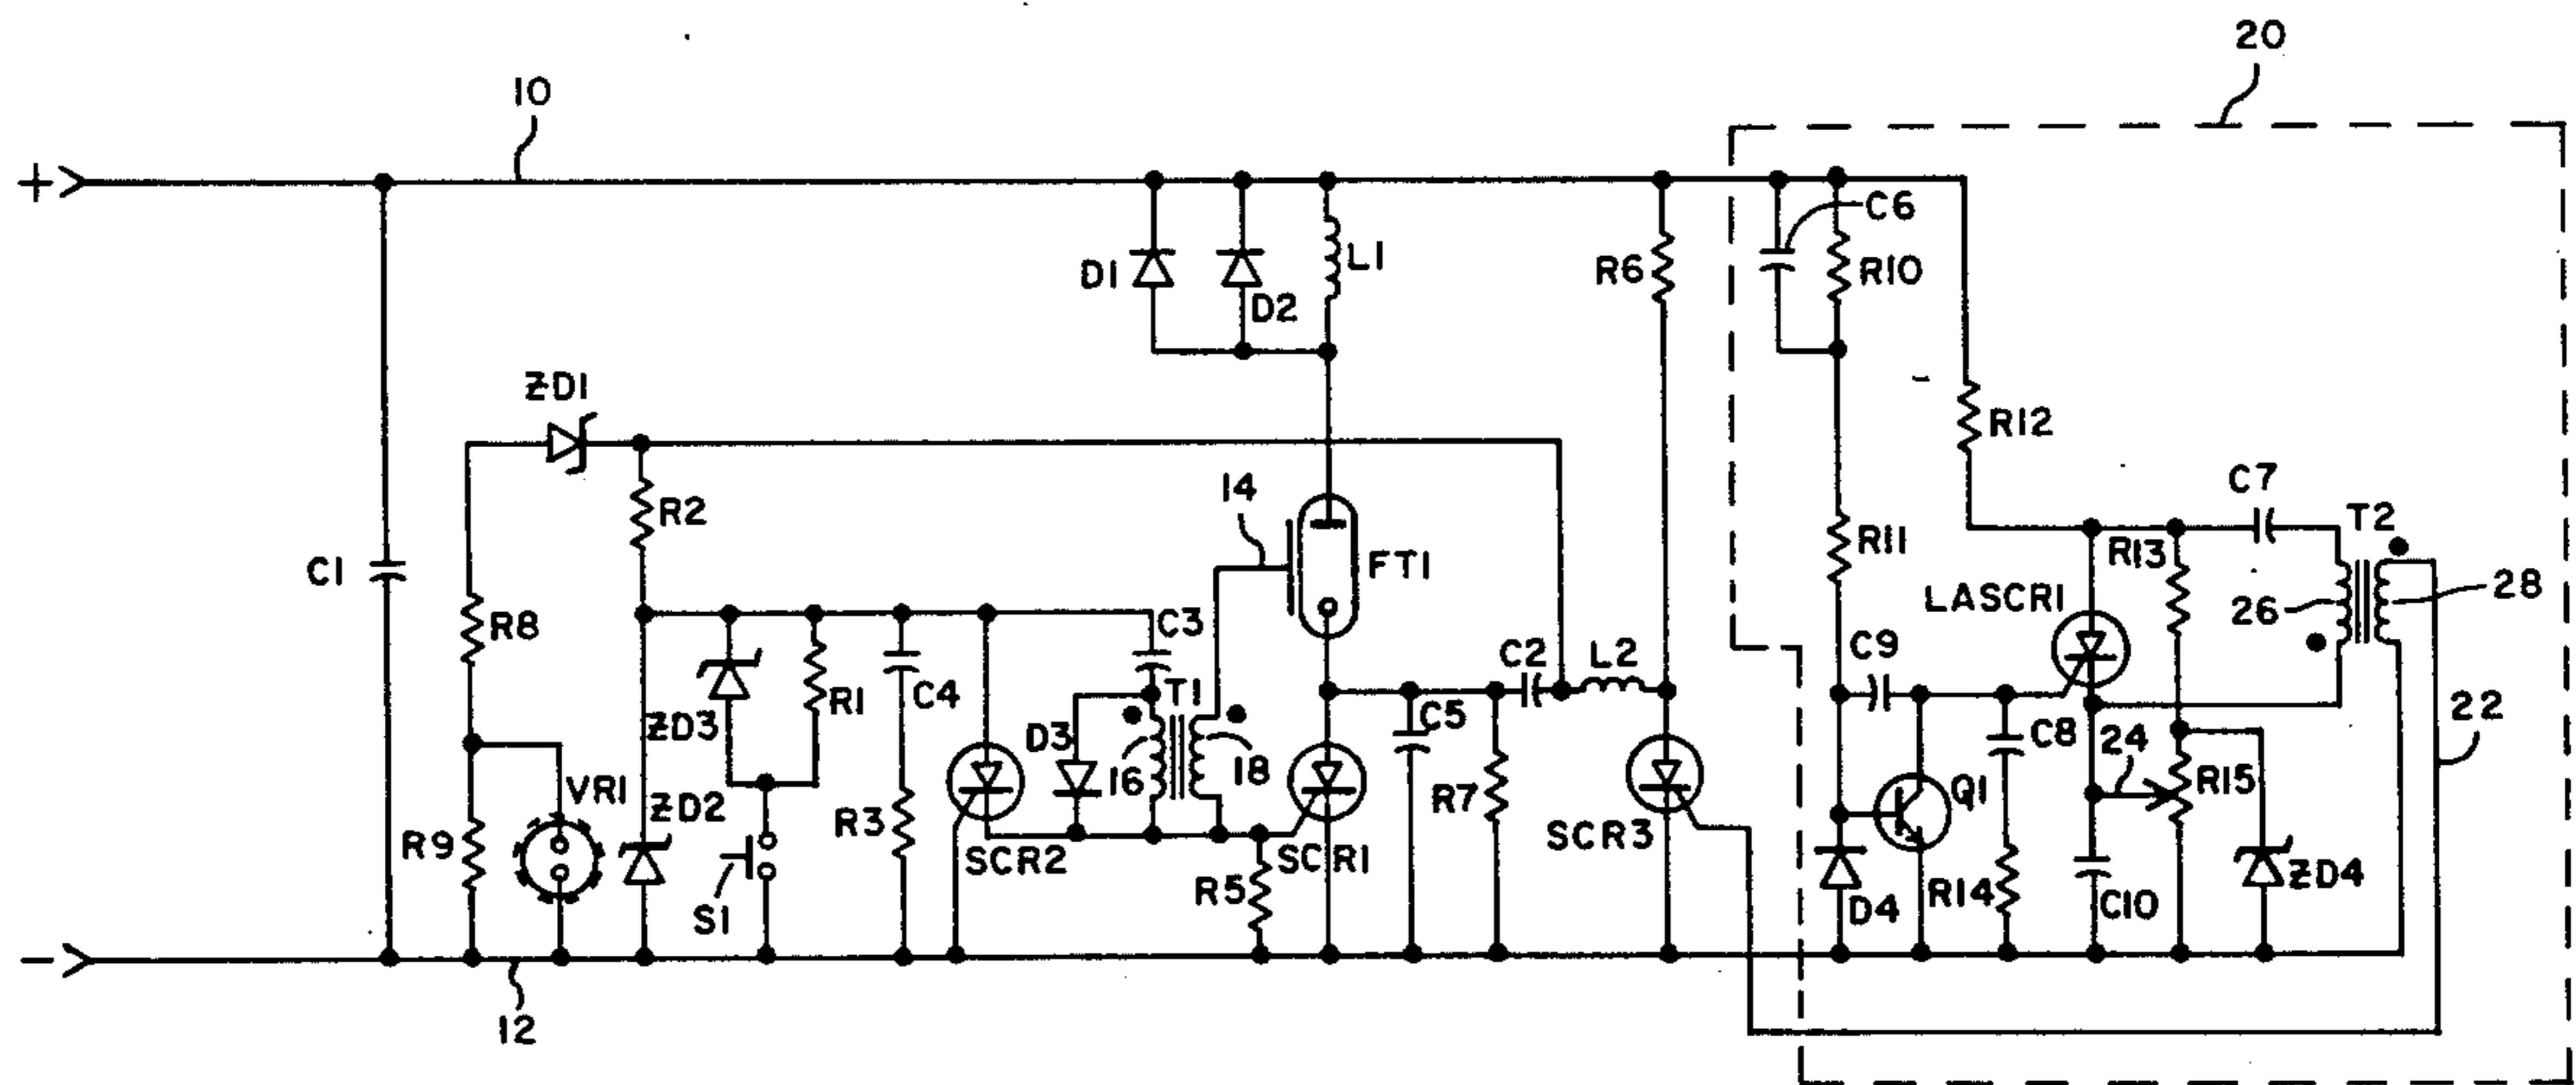 20
10
+
C6
D1
D2
L1
R6
R10
ZD1
R12
14
C7
T2
R2
R11
R13
C1
FT1
LASCR1
26
28
R8
C3
C2
L2
C9
T1
ZD3
R1
C4
C5
C8
24
22
D3
16
18
VR1
ZD2
R7
Q1
R15
R9
R3
SCR2
SCR1
SCR3
S1
R5
D4
R14
C10
ZD4
−
12